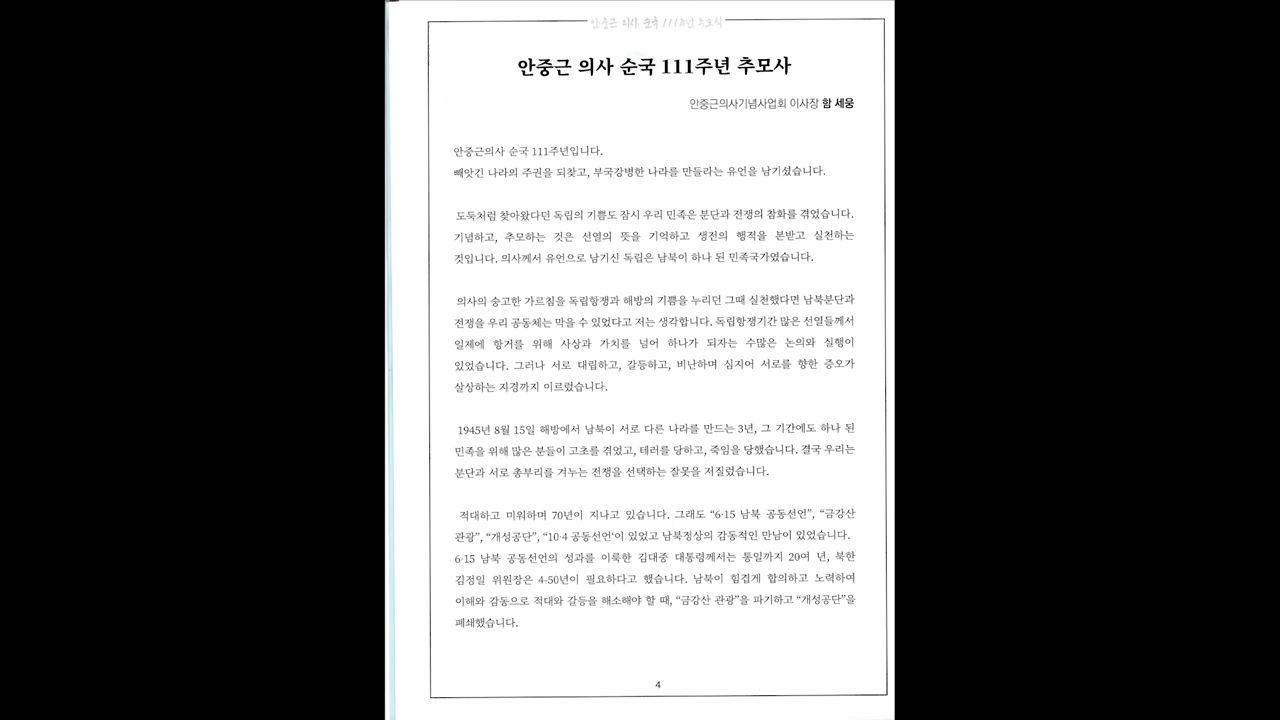 안중근 의사 순국 111주년 추모식
안중근 의사 순국 111주년 추모사
안중근의사기념사업회 이사장 함 세웅
안중근의사 순국 111주년입니다.
빼앗긴 나라의 주권을 되찾고, 부국강병한 나라를 만들라는 유언을 남기셨습니다.
도둑처럼 찾아왔다던 독립의 기쁨도 잠시 우리 민족은 분단과 전쟁의 참화를 겪었습니다.
기념하고, 추모하는 것은 선열의 뜻을 기억하고 생전의 행적을 본받고 실천하는
것입니다. 의사께서 유언으로 남기신 독립은 남북이 하나 된 민족국가였습니다.
의사의 숭고한 가르침을 독립항쟁과 해방의 기쁨을 누리던 그때 실천했다면 남북분단과
전쟁을 우리 공동체는 막을 수 있었다고 저는 생각합니다. 독립항쟁기간 많은 선열들께서
일제에 항거를 위해 사상과 가치를 넘어 하나가 되자는 수많은 논의와 실행이
있었습니다. 그러나 서로 대립하고, 갈등하고, 비난하며 심지어 서로를 향한 증오가
살상하는 지경까지 이르렀습니다.
1945년 8월 15일 해방에서 남북이 서로 다른 나라를 만드는 3년, 그 기간에도 하나 된
민족을 위해 많은 분들이 고초를 겪었고, 테러를 당하고, 죽임을 당했습니다. 결국 우리는
분단과 서로 총부리를 겨누는 전쟁을 선택하는 잘못을 저질렀습니다.
적대하고 미워하며 70년이 지나고 있습니다. 그래도 “6·15 남북 공동선언”, “금강산
관광”, “개성공단”, “10·4 공동선언‘이 있었고 남북정상의 감동적인 만남이 있었습니다.
6·15 남북 공동선언의 성과를 이룩한 김대중 대통령께서는 통일까지 20여 년, 북한
김정일 위원장은 4-50년이 필요하다고 했습니다. 남북이 힘겹게 합의하고 노력하여
이해와 감동으로 적대와 갈등을 해소해야 할 때, “금강산 관광”을 파기하고 “개성공단”을
폐쇄했습니다.
4